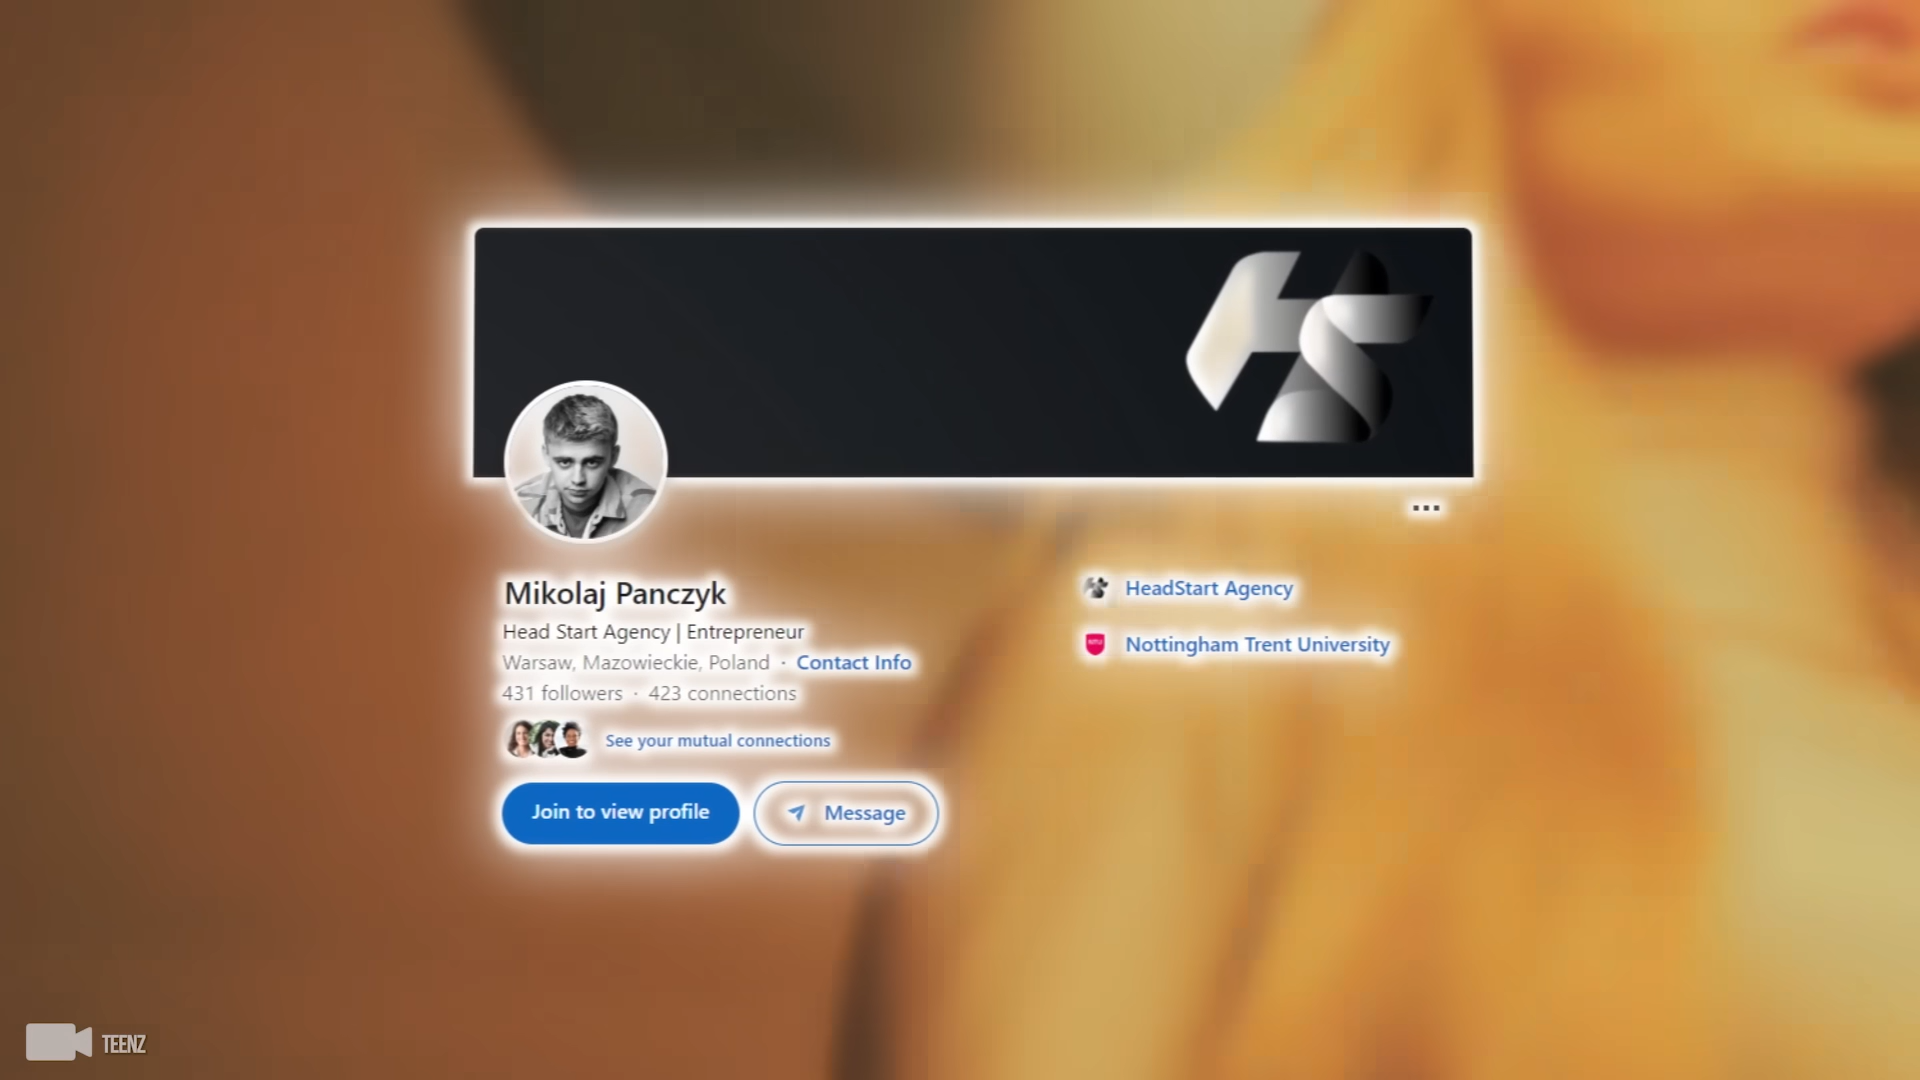 Mikolaj Panczyk
Head Start Agency | Entrepreneur
Warsaw, Mazowieckie, Poland · Contact Info
431 followers · 423 connections
See your mutual connections
Join to view profile
Message
HeadStart Agency
Nottingham Trent University
TEENZ